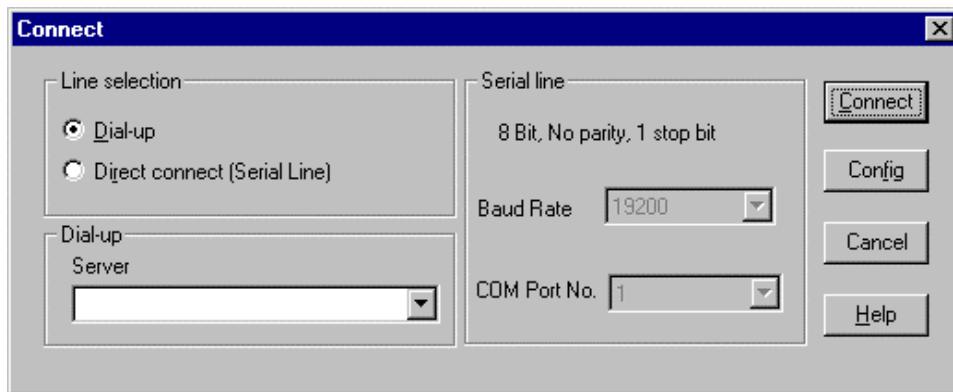 Connect
Line selection
Dial-up
Direct connect (Serial Line)
Dial-up
Server
Serial line
8 Bit, No parity, 1 stop bit
Baud Rate 19200
COM Port No. 1
Connect
Config
Cancel
Help